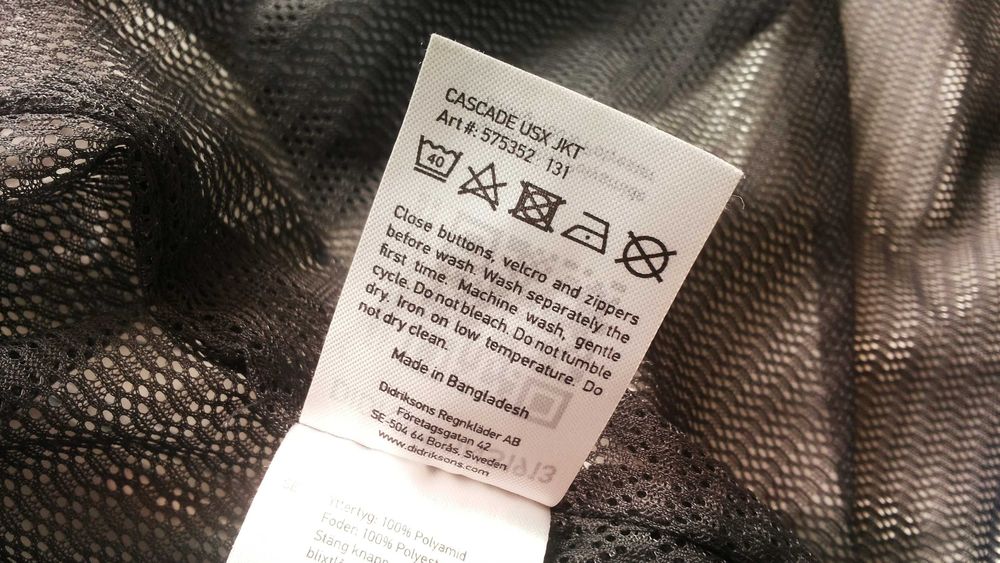 CASCADE USX JKT
Art #: 575352 131
40
Close buttons, velcro and zippers
before wash. Wash separately the
first time. Machine wash, gentle
cycle. Do not bleach. Do not tumble
dry. Iron on low temperature. Do
not dry clean.
Made in Bangladesh
Didriksons Regnkläder AB
Företagsgatan 42
SE-504 64 Borås, Sweden
www.didriksons.com
SE
100% Polyamid
Foder: 100% Polyest
Stäng knapp